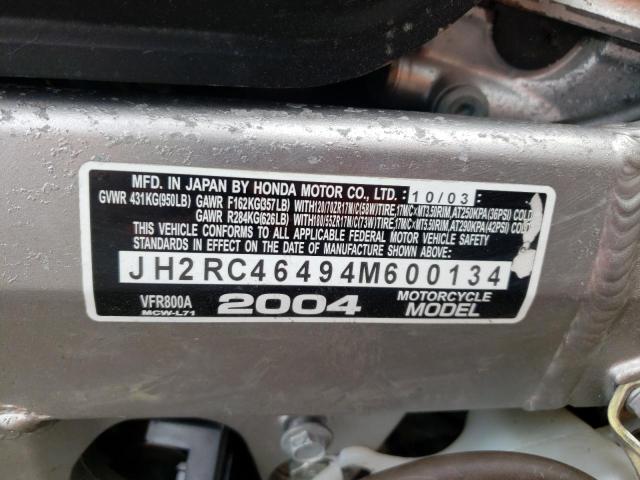 MFD. IN JAPAN BY HONDA MOTOR CO., LTD. 10/03
GVWR 431KG(950LB) GAWR F162KG(357LB) WITH120/70ZR17M/C(58W)TIRE,17M/C×MT3.50RIM,AT250KPA(36PSI) COLD
GAWR R284KG(626LB) WITH180/55ZR17M/C(73W)TIRE,17M/C×MT5.50RIM,AT290KPA(42PSI) COLD
THIS VEHICLE CONFORMS TO ALL APPLICABLE FEDERAL MOTOR VEHICLE SAFETY
STANDARDS IN EFFECT ON THE DATE OF MANUFACTURE SHOWN ABOVE.
JH2RC46494M600134
VFR800A 2004 MOTORCYCLE
MCW-L71 MODEL